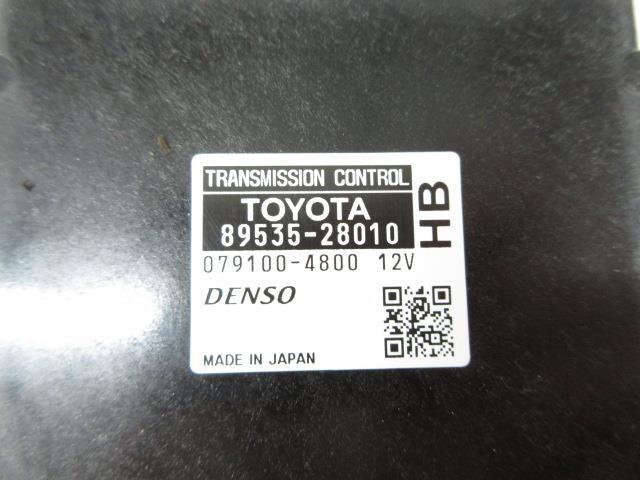 TRANSMISSION CONTROL
TOYOTA
89535-28010
HB
079100-4800 12V
DENSO
MADE IN JAPAN